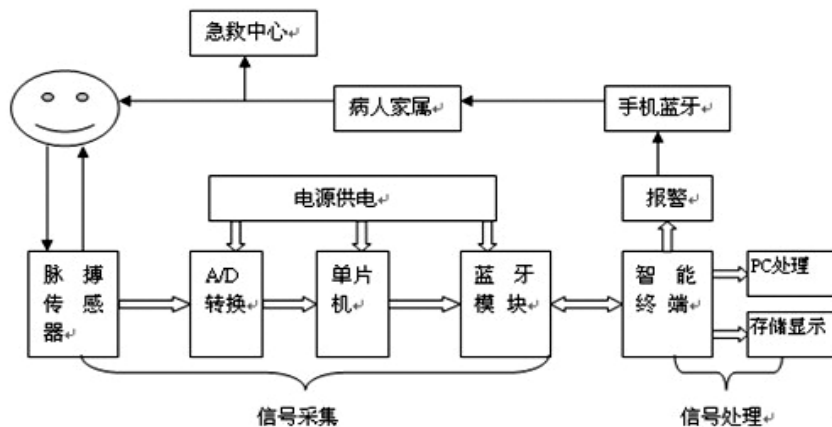 急救中心
病人家属
手机蓝牙
电源供电
报警
脉搏
传感
器
A/D
转换
单片
机
蓝牙
模块
智能
终端
PC处理
存储显示
信号采集
信号处理